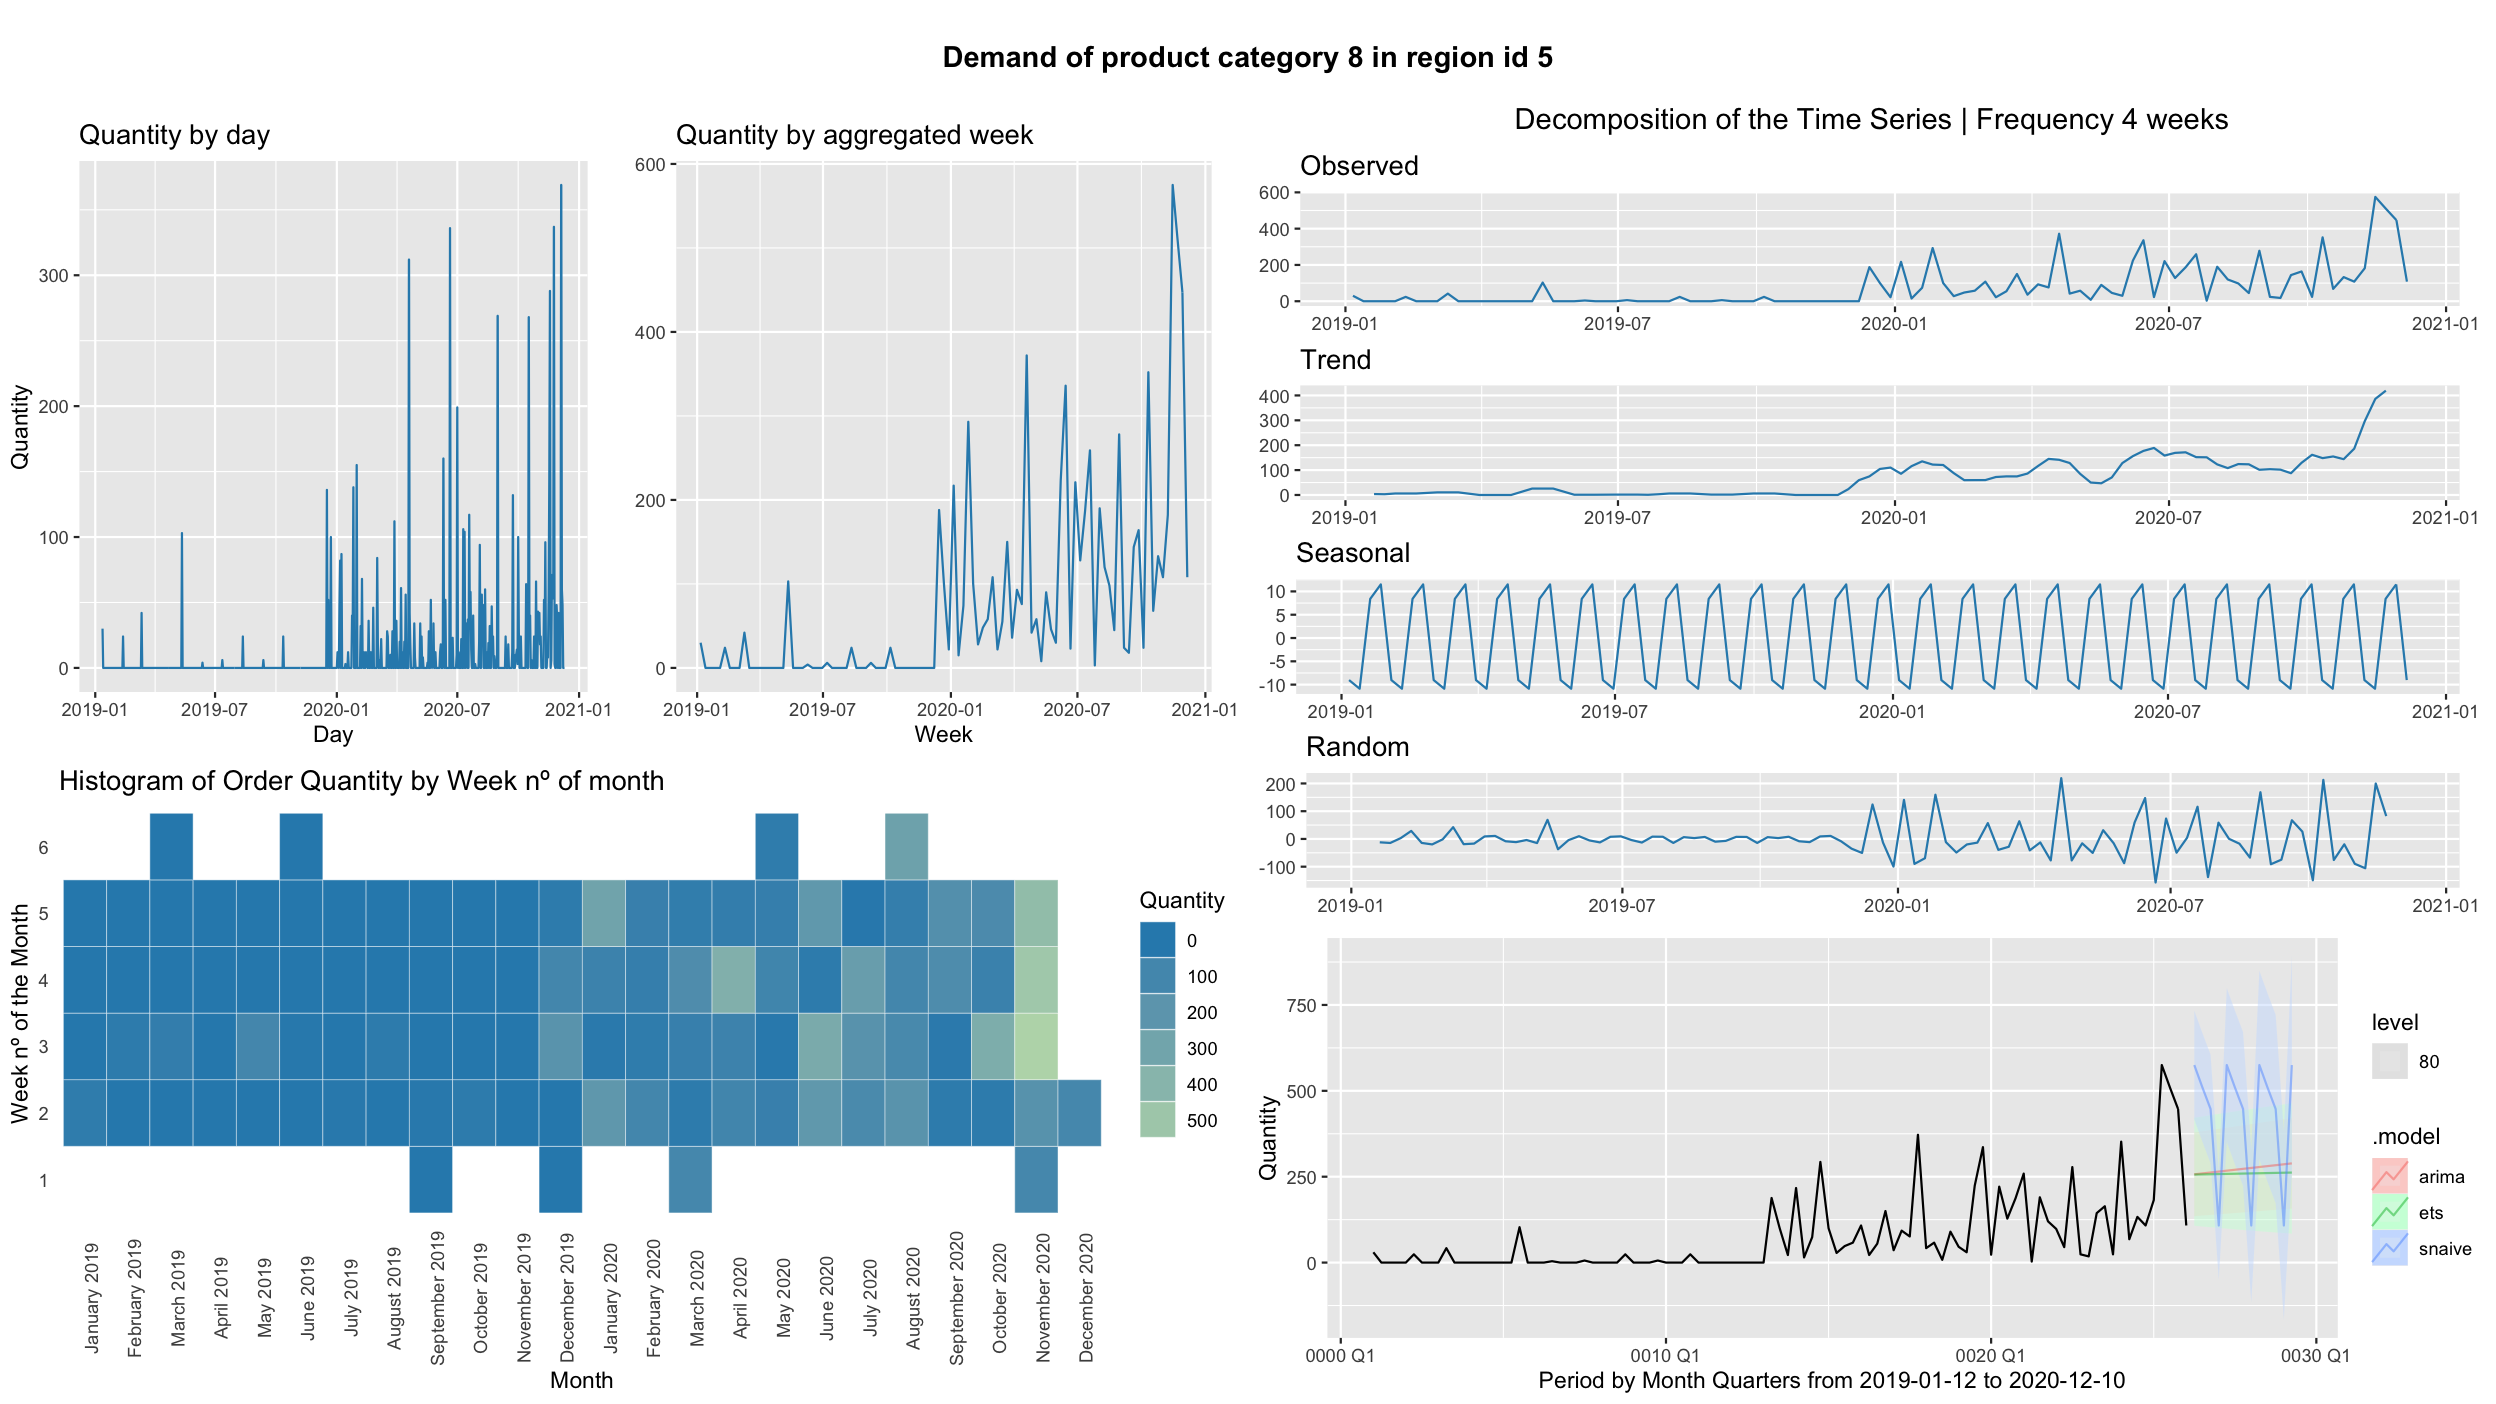 Demand of product category 8 in region id 5
Quantity by day
Quantity
300
200
100
0
2019-01 2019-07 2020-01 2020-07 2021-01
Day
Quantity by aggregated week
600
400
200
0
2019-01 2019-07 2020-01 2020-07 2021-01
Week
Decomposition of the Time Series | Frequency 4 weeks
Observed
600
400
200
0
2019-01 2019-07 2020-01 2020-07 2021-01
Trend
400
300
200
100
0
2019-01 2019-07 2020-01 2020-07 2021-01
Seasonal
10
5
0
-5
-10
2019-01 2019-07 2020-01 2020-07 2021-01
Random
200
100
0
-100
2019-01 2019-07 2020-01 2020-07 2021-01
Histogram of Order Quantity by Week nº of month
Week nº of the Month
6
5
4
3
2
1
January 2019
February 2019
March 2019
April 2019
May 2019
June 2019
July 2019
August 2019
September 2019
October 2019
November 2019
December 2019
January 2020
February 2020
March 2020
April 2020
May 2020
June 2020
July 2020
August 2020
September 2020
October 2020
November 2020
December 2020
Month
Quantity
0
100
200
300
400
500
Quantity
750
500
250
0
0000 Q1 0010 Q1 0020 Q1 0030 Q1
Period by Month Quarters from 2019-01-12 to 2020-12-10
level
80
.model
arima
ets
snaive